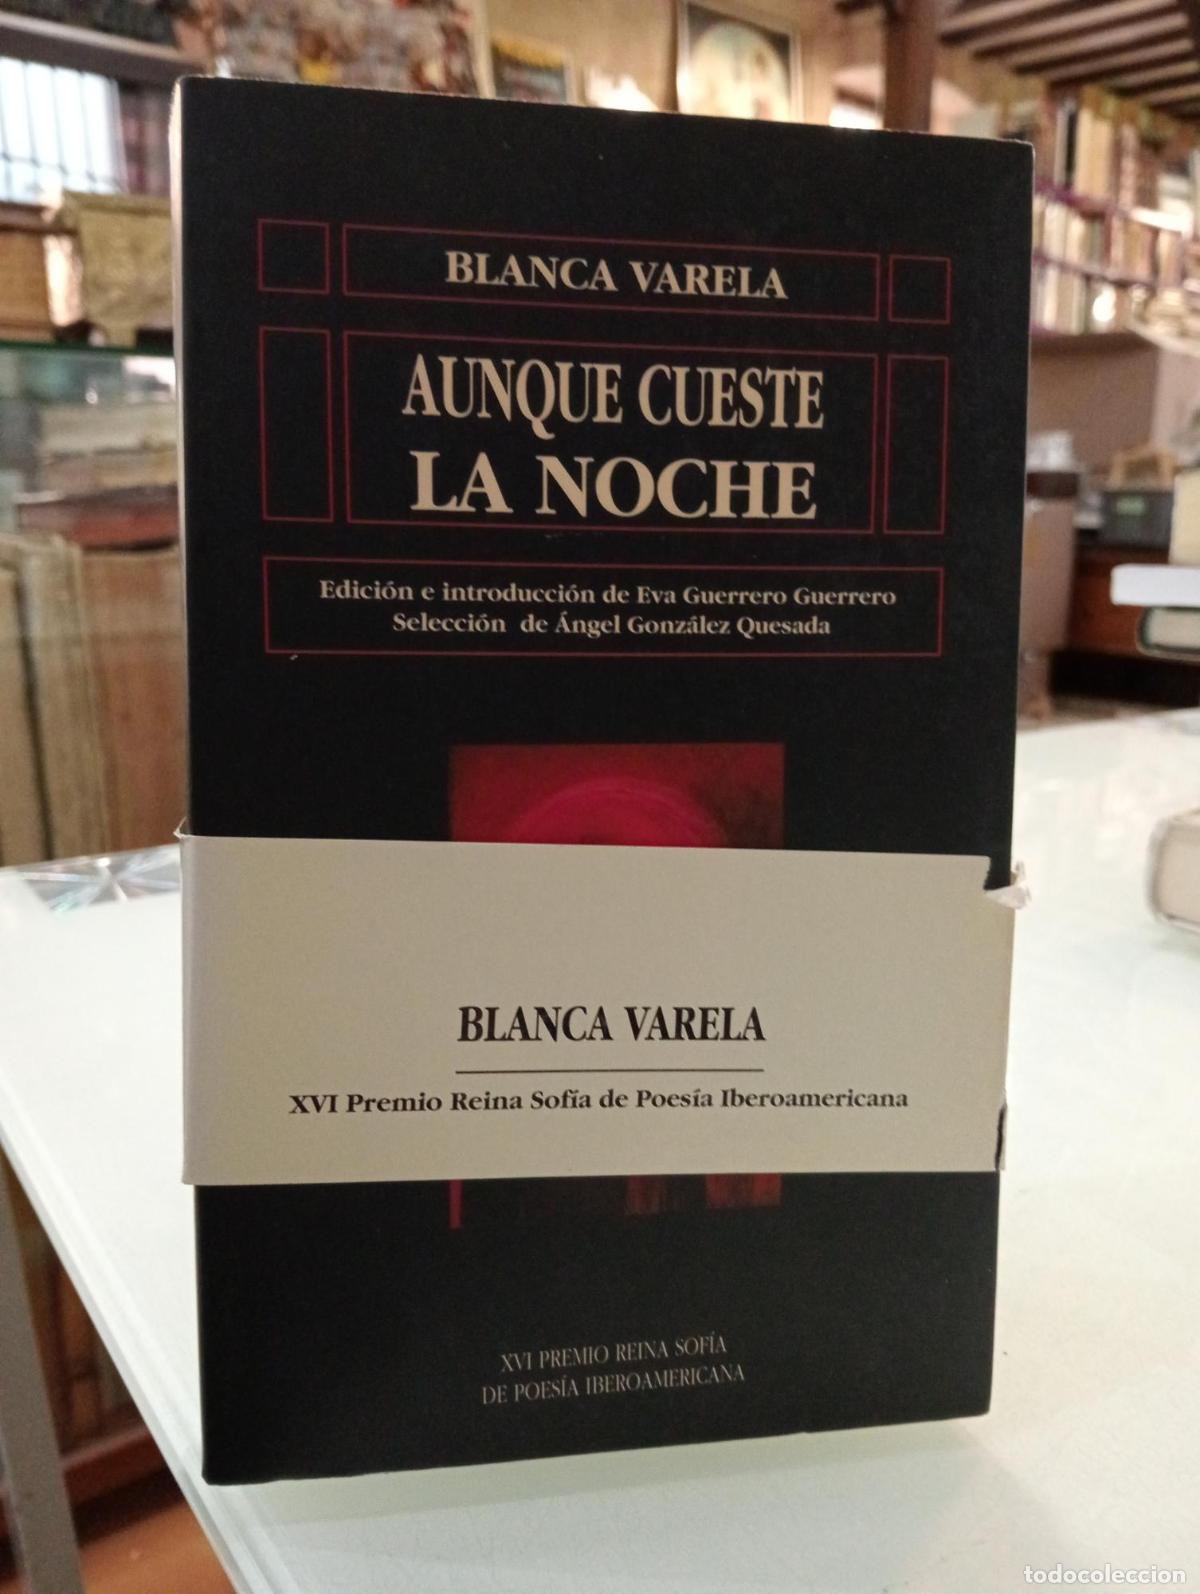 BLANCA VARELA
AUNQUE CUESTE
LA NOCHE
Edición e introducción de Eva Guerrero Guerrero
Selección de Ángel González Quesada
BLANCA VARELA
XVI Premio Reina Sofía de Poesía Iberoamericana
XVI PREMIO REINA SOFÍA
DE POESÍA IBEROAMERICANA
todocoleccion